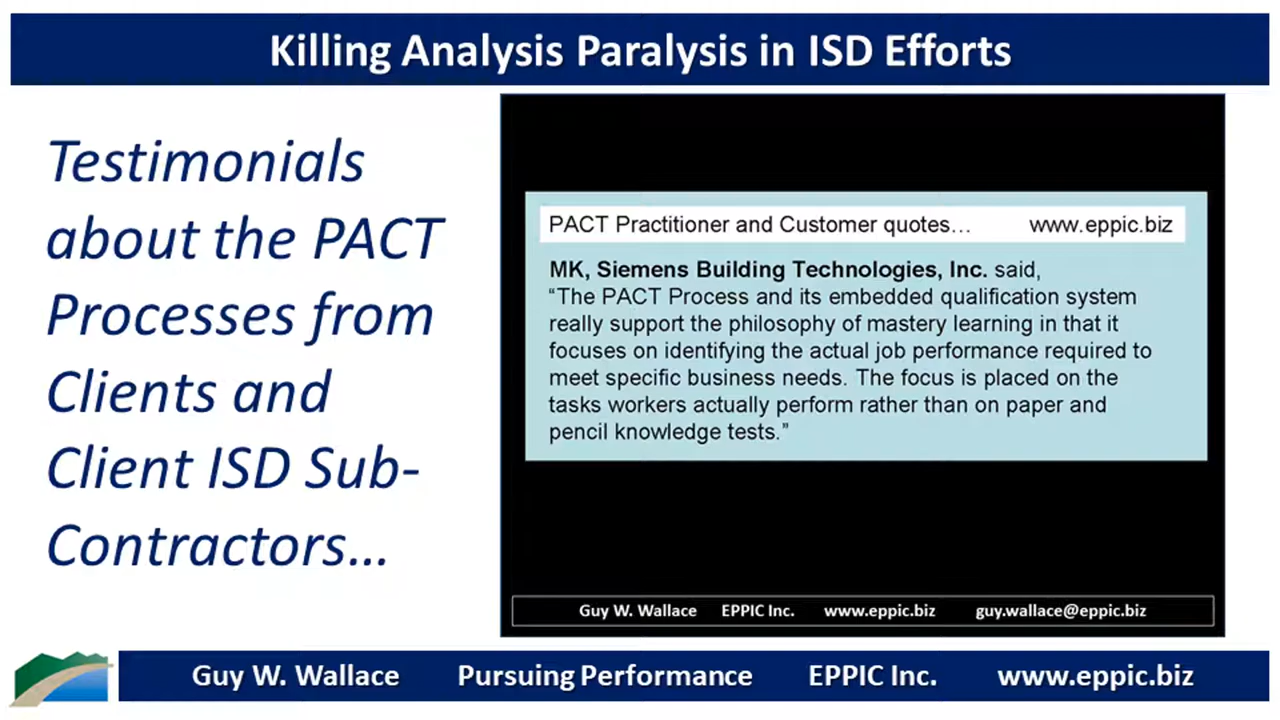 Killing Analysis Paralysis in ISD Efforts
Testimonials
about the PACT
Processes from
Clients and
Client ISD Sub-
Contractors...
PACT Practitioner and Customer quotes... www.eppic.biz
MK, Siemens Building Technologies, Inc. said,
“The PACT Process and its embedded qualification system
really support the philosophy of mastery learning in that it
focuses on identifying the actual job performance required to
meet specific business needs. The focus is placed on the
tasks workers actually perform rather than on paper and
pencil knowledge tests.”
Guy W. Wallace EPPIC Inc. www.eppic.biz guy.wallace@eppic.biz
Guy W. Wallace Pursuing Performance EPPIC Inc. www.eppic.biz